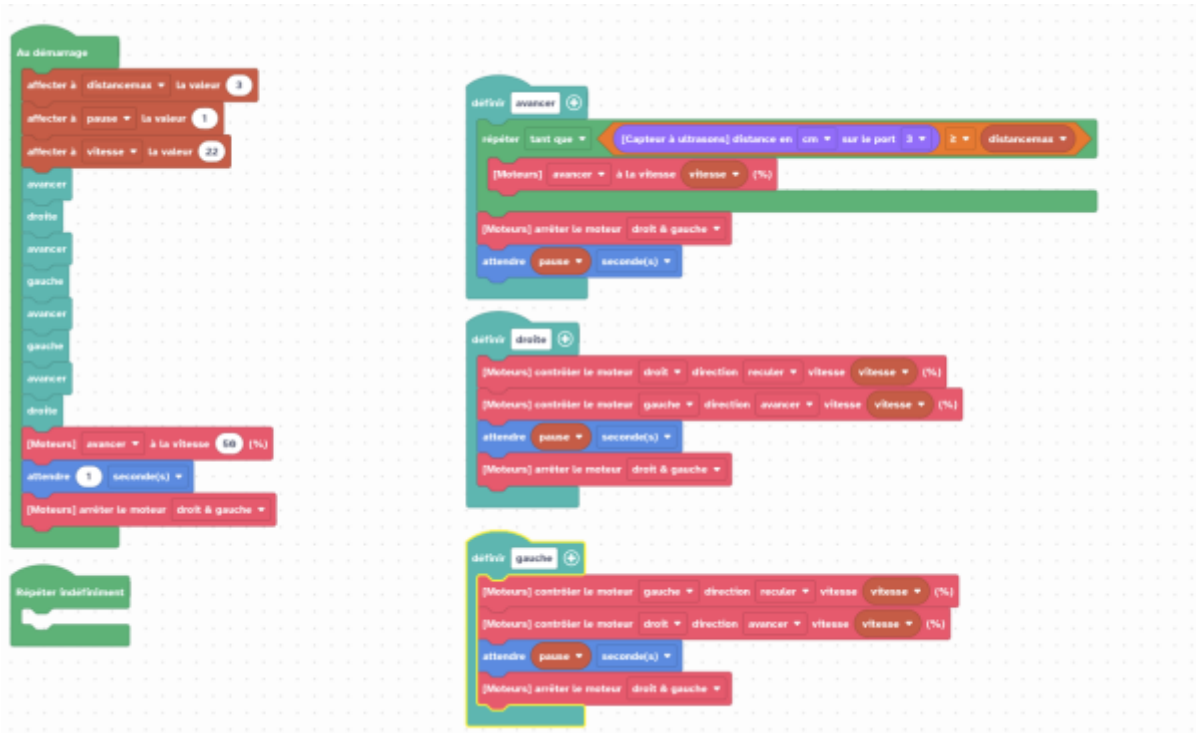 Au démarrage
affecter à distancemax la valeur 3
affecter à pause la valeur 1
affecter à vitesse la valeur 22
avancer
droite
avancer
gauche
avancer
gauche
avancer
droite
[Moteurs] avancer à la vitesse 50 (%)
attendre 1 seconde(s)
[Moteurs] arrêter le moteur droit & gauche
Répéter indéfiniment
définir avancer
répéter tant que [Capteur à ultrasons] distance en cm sur le port 3 ≥ distancemax
[Moteurs] avancer à la vitesse vitesse (%)
[Moteurs] arrêter le moteur droit & gauche
attendre pause seconde(s)
définir droite
[Moteurs] contrôler le moteur droit direction reculer vitesse vitesse (%)
[Moteurs] contrôler le moteur gauche direction avancer vitesse vitesse (%)
attendre pause seconde(s)
[Moteurs] arrêter le moteur droit & gauche
définir gauche
[Moteurs] contrôler le moteur gauche direction reculer vitesse vitesse (%)
[Moteurs] contrôler le moteur droit direction avancer vitesse vitesse (%)
attendre pause seconde(s)
[Moteurs] arrêter le moteur droit & gauche